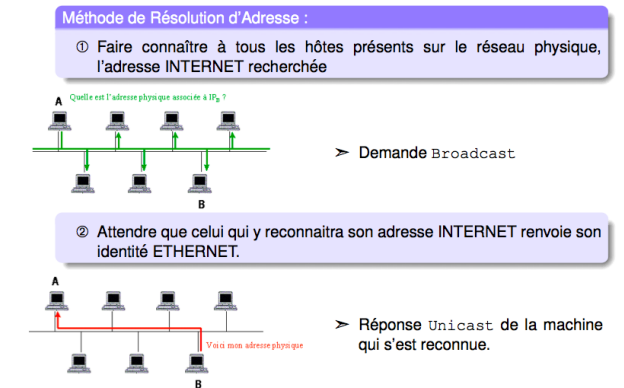 Méthode de Résolution d'Adresse :
① Faire connaître à tous les hôtes présents sur le réseau physique,
l'adresse INTERNET recherchée
A
Quelle est l'adresse physique associée à IP_B ?
➢ Demande Broadcast
B
② Attendre que celui qui y reconnaitra son adresse INTERNET renvoie son
identité ETHERNET.
A
➢ Réponse Unicast de la machine
qui s'est reconnue.
Voici mon adresse physique
B